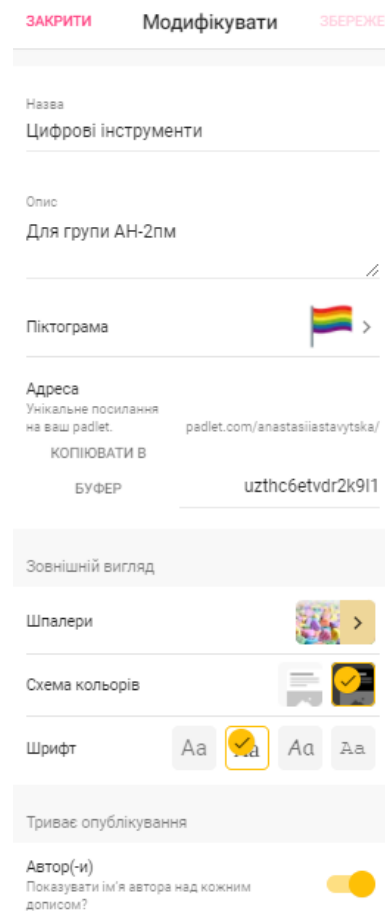 ЗАКРИТИ Модифікувати ЗБЕРЕЖЕ
Назва
Цифрові інструменти
Опис
Для групи АН-2пм
Піктограма
Адреса
Унікальне посилання
на ваш padlet. padlet.com/anastasiiastavytska/
КОПІЮВАТИ В
БУФЕР uzthc6etvdr2k9l1
Зовнішній вигляд
Шпалери
Схема кольорів
Шрифт Aa Aa Aa Aa
Триває опублікування
Автор(-и)
Показувати ім'я автора над кожним
дописом?